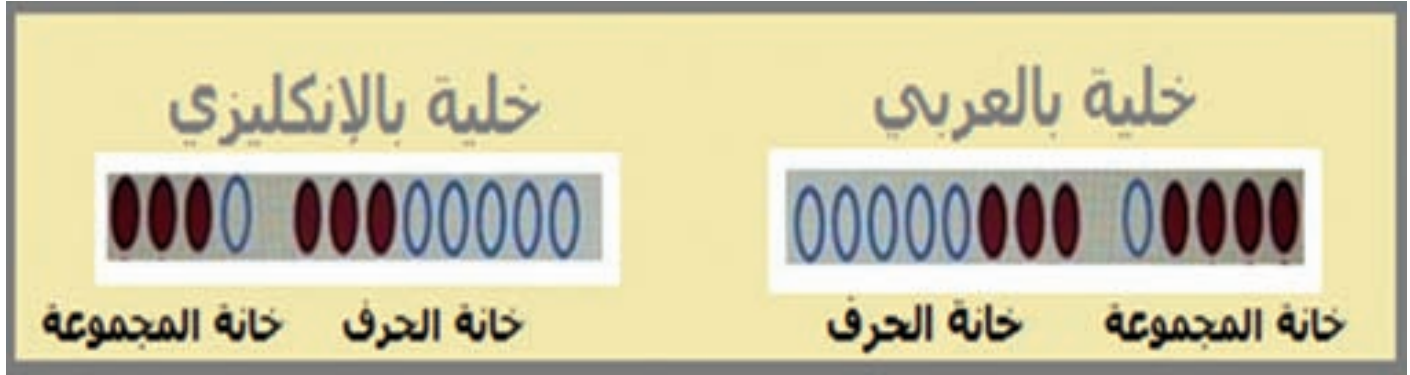 خلية بالعربي
خلية بالإنكليزي
خانة المجموعة
خانة الحرف
خانة الحرف
خانة المجموعة